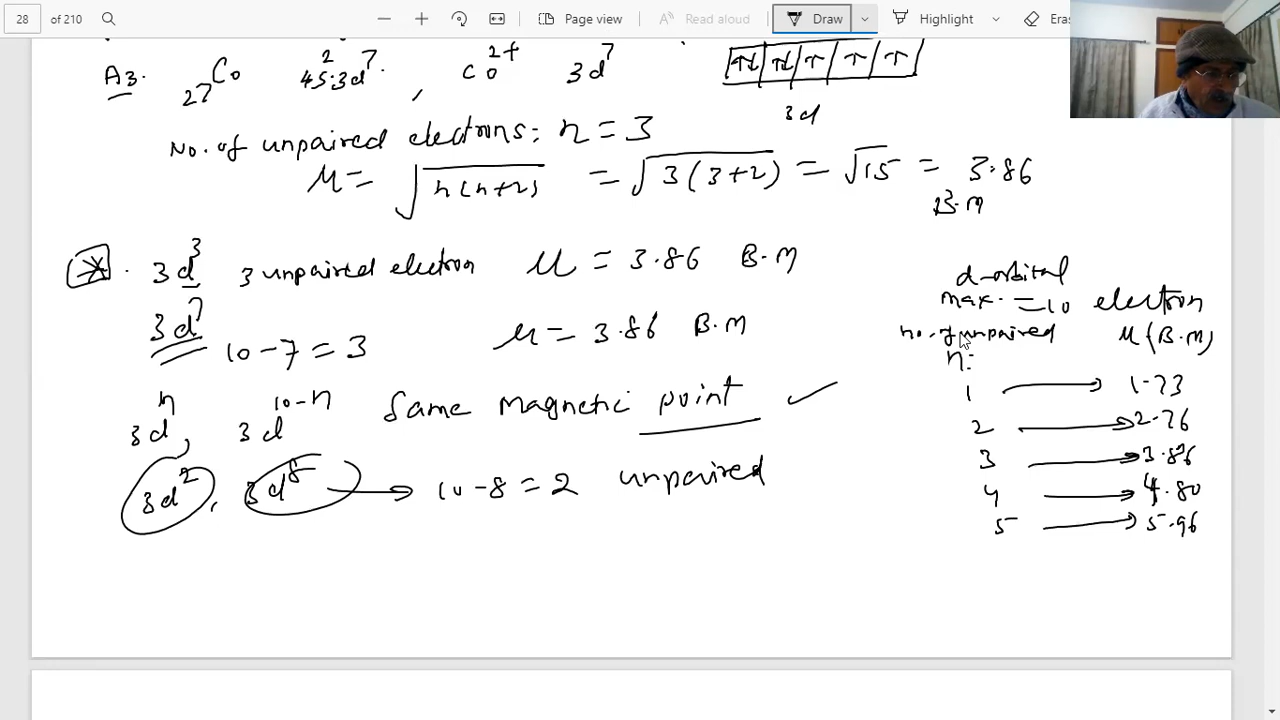 28 of 210
Page view
Read aloud
Draw
Highlight
Eras
A3. ₂₇Co 4s²3d⁷. , Co²⁺ 3d⁷
3d
No. of unpaired electrons: n = 3
μ = √n(n+2) = √3(3+2) = √15 = 3.86
B.M
3d³ 3 unpaired electron μ = 3.86 B.M
3d⁷ 10-7 = 3 μ = 3.86 B.M
3dⁿ, 3d¹⁰⁻ⁿ Same magnetic point
3d², 3d⁸ → 10-8 = 2 unpaired
d-orbital
max. = 10 electron
no. of unpaired μ(B.M)
n:
1 → 1.73
2 → 2.76
3 → 3.86
4 → 4.80
5 → 5.96